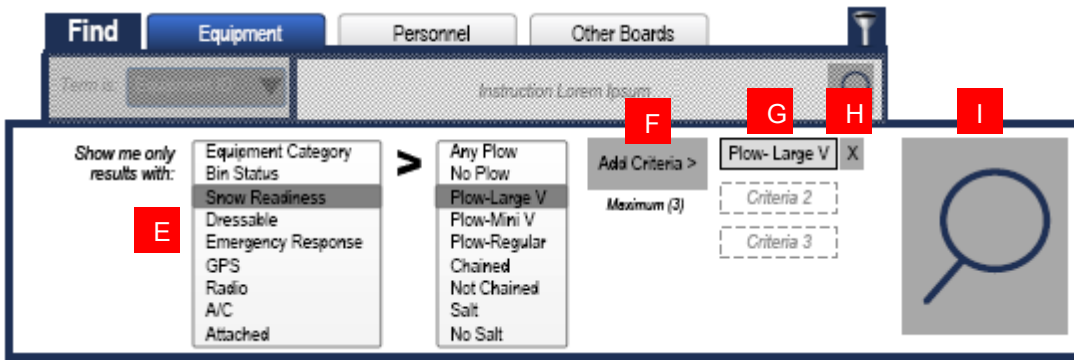 Find
Equipment
Personnel
Other Boards
Term is:
Instruction Lorem Ipsum
F
G
H
I
Show me only
results with:
E
Equipment Category
Bin Status
Snow Readiness
Dressable
Emergency Response
GPS
Radio
A/C
Attached
>
Any Plow
No Plow
Plow-Large V
Plow-Mini V
Plow-Regular
Chained
Not Chained
Salt
No Salt
Add Criteria >
Maximum (3)
Plow- Large V
X
Criteria 2
Criteria 3